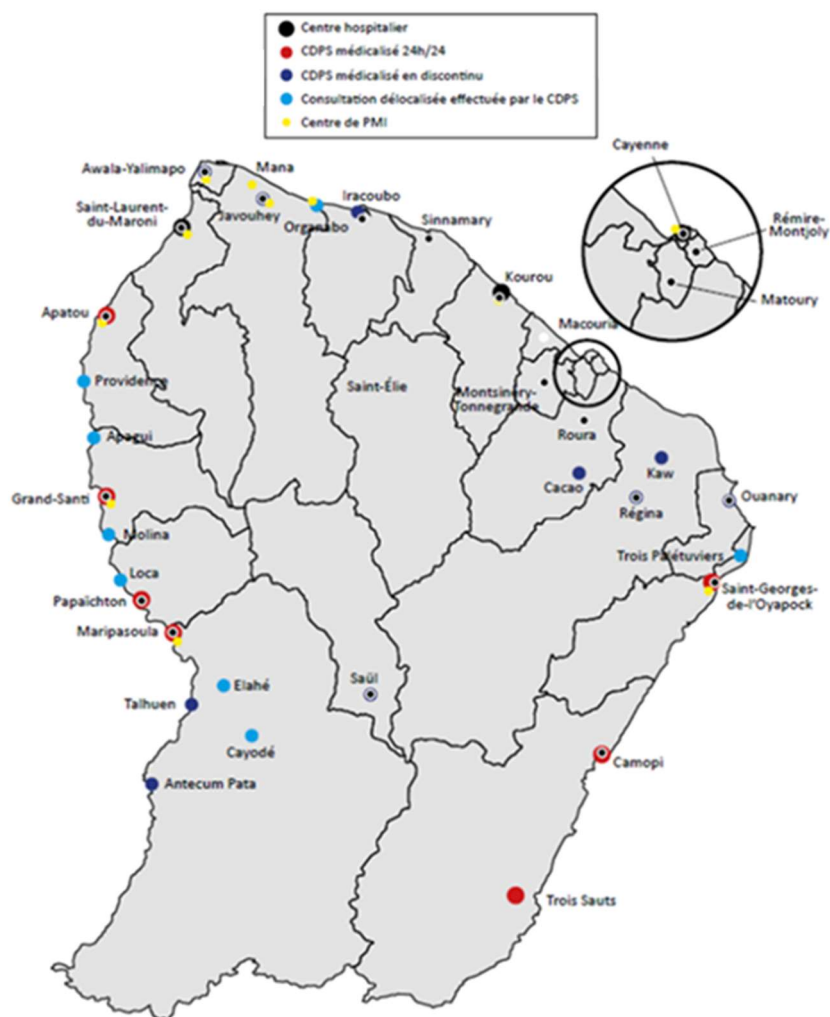 Centre hospitalier
CDPS médicalisé 24h/24
CDPS médicalisé en discontinu
Consultation délocalisée effectuée par le CDPS
Centre de PMI
Cayenne
Awala-Yalimapo
Mana
Iracoubo
Saint-Laurent-
du-Maroni
Javouhey
Organabo
Sinnamary
Rémire-
Montjoly
Kourou
Matoury
Apatou
Macouria
Providence
Saint-Élie
Montsinéry-
Tonnegrande
Apagui
Roura
Kaw
Cacao
Grand-Santi
Régina
Ouanary
Molina
Trois Palétuviers
Loca
Saint-Georges-
de-l'Oyapock
Papaïchton
Maripasoula
Elahé
Saül
Talhuen
Cayodé
Camopi
Antecum Pata
Trois Sauts